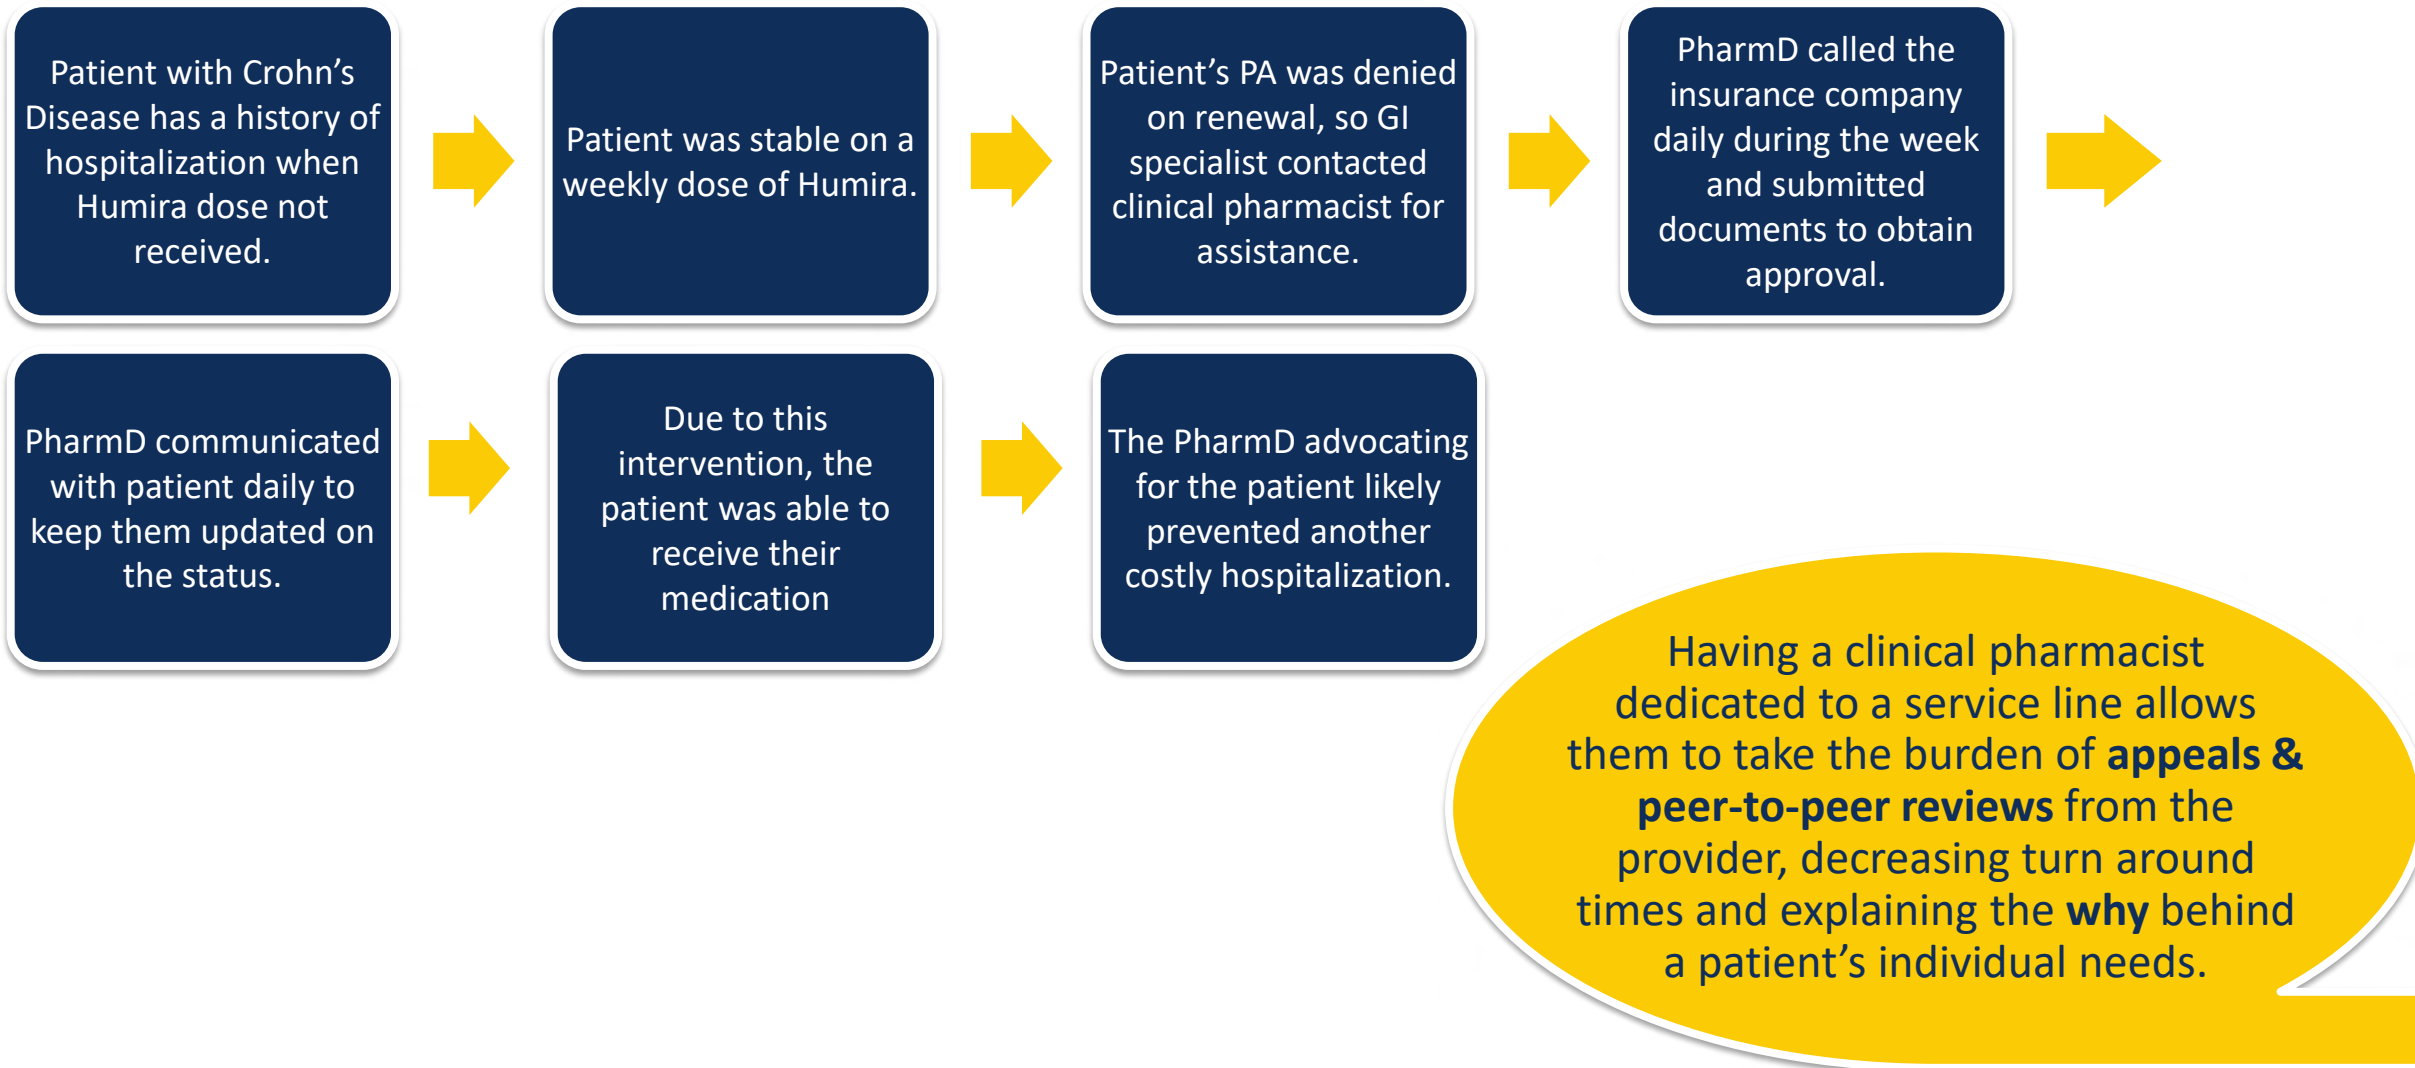 Patient with Crohn’s
Disease has a history of
hospitalization when
Humira dose not
received.
Patient was stable on a
weekly dose of Humira.
Patient’s PA was denied
on renewal, so GI
specialist contacted
clinical pharmacist for
assistance.
PharmD called the
insurance company
daily during the week
and submitted
documents to obtain
approval.
PharmD communicated
with patient daily to
keep them updated on
the status.
Due to this
intervention, the
patient was able to
receive their
medication
The PharmD advocating
for the patient likely
prevented another
costly hospitalization.
Having a clinical pharmacist
dedicated to a service line allows
them to take the burden of appeals &
peer-to-peer reviews from the
provider, decreasing turn around
times and explaining the why behind
a patient’s individual needs.